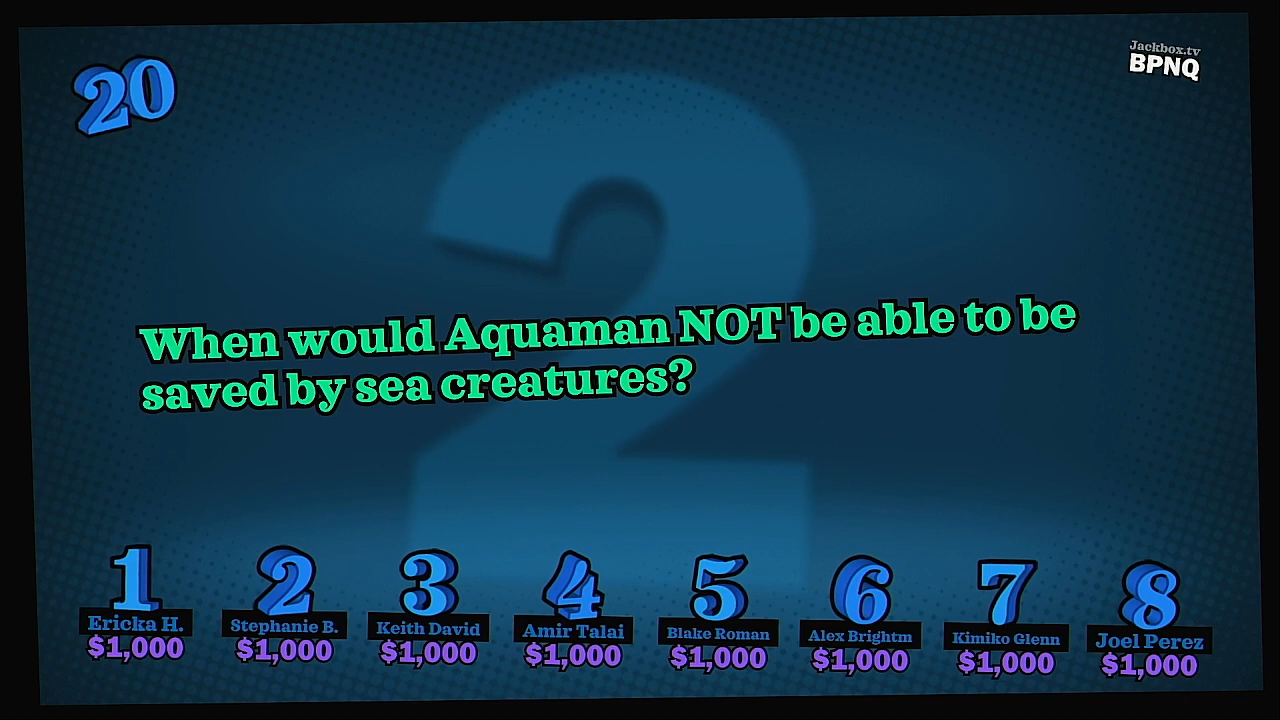 20
Jackbox.tv
BPNQ
2
When would Aquaman NOT be able to be
saved by sea creatures?
1 2 3 4 5 6 7 8
Ericka H. Stephanie B. Keith David Amir Talai Blake Roman Alex Brightm Kimiko Glenn Joel Perez
$1,000 $1,000 $1,000 $1,000 $1,000 $1,000 $1,000 $1,000